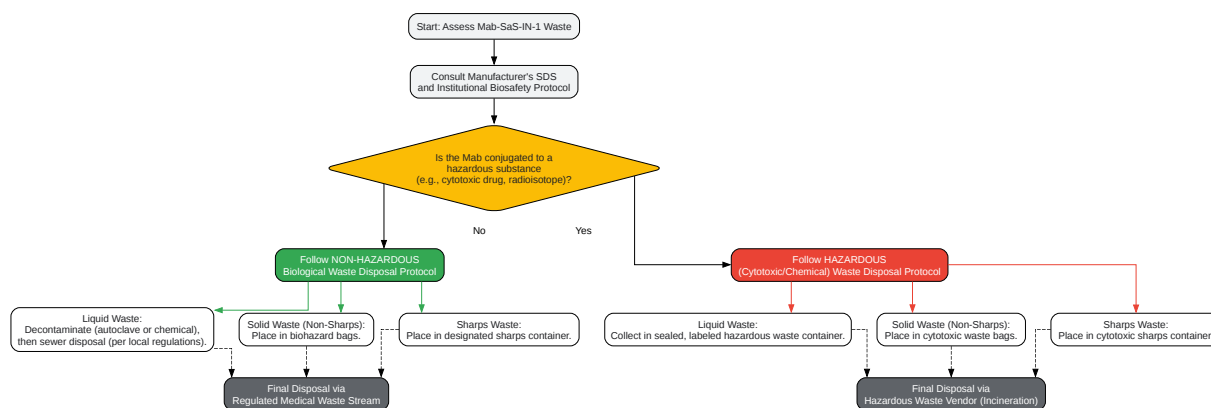 Start: Assess Mab-SaS-IN-1 Waste
Consult Manufacturer's SDS
and Institutional Biosafety Protocol
Is the Mab conjugated to a
hazardous substance
(e.g., cytotoxic drug, radioisotope)?
No
Yes
Follow NON-HAZARDOUS
Biological Waste Disposal Protocol
Follow HAZARDOUS
(Cytotoxic/Chemical) Waste Disposal Protocol
Liquid Waste:
Decontaminate (autoclave or chemical),
then sewer disposal (per local regulations).
Solid Waste (Non-Sharps):
Place in biohazard bags.
Sharps Waste:
Place in designated sharps container.
Liquid Waste:
Collect in sealed, labeled hazardous waste container.
Solid Waste (Non-Sharps):
Place in cytotoxic waste bags.
Sharps Waste:
Place in cytotoxic sharps container.
Final Disposal via
Regulated Medical Waste Stream
Final Disposal via
Hazardous Waste Vendor (Incineration)